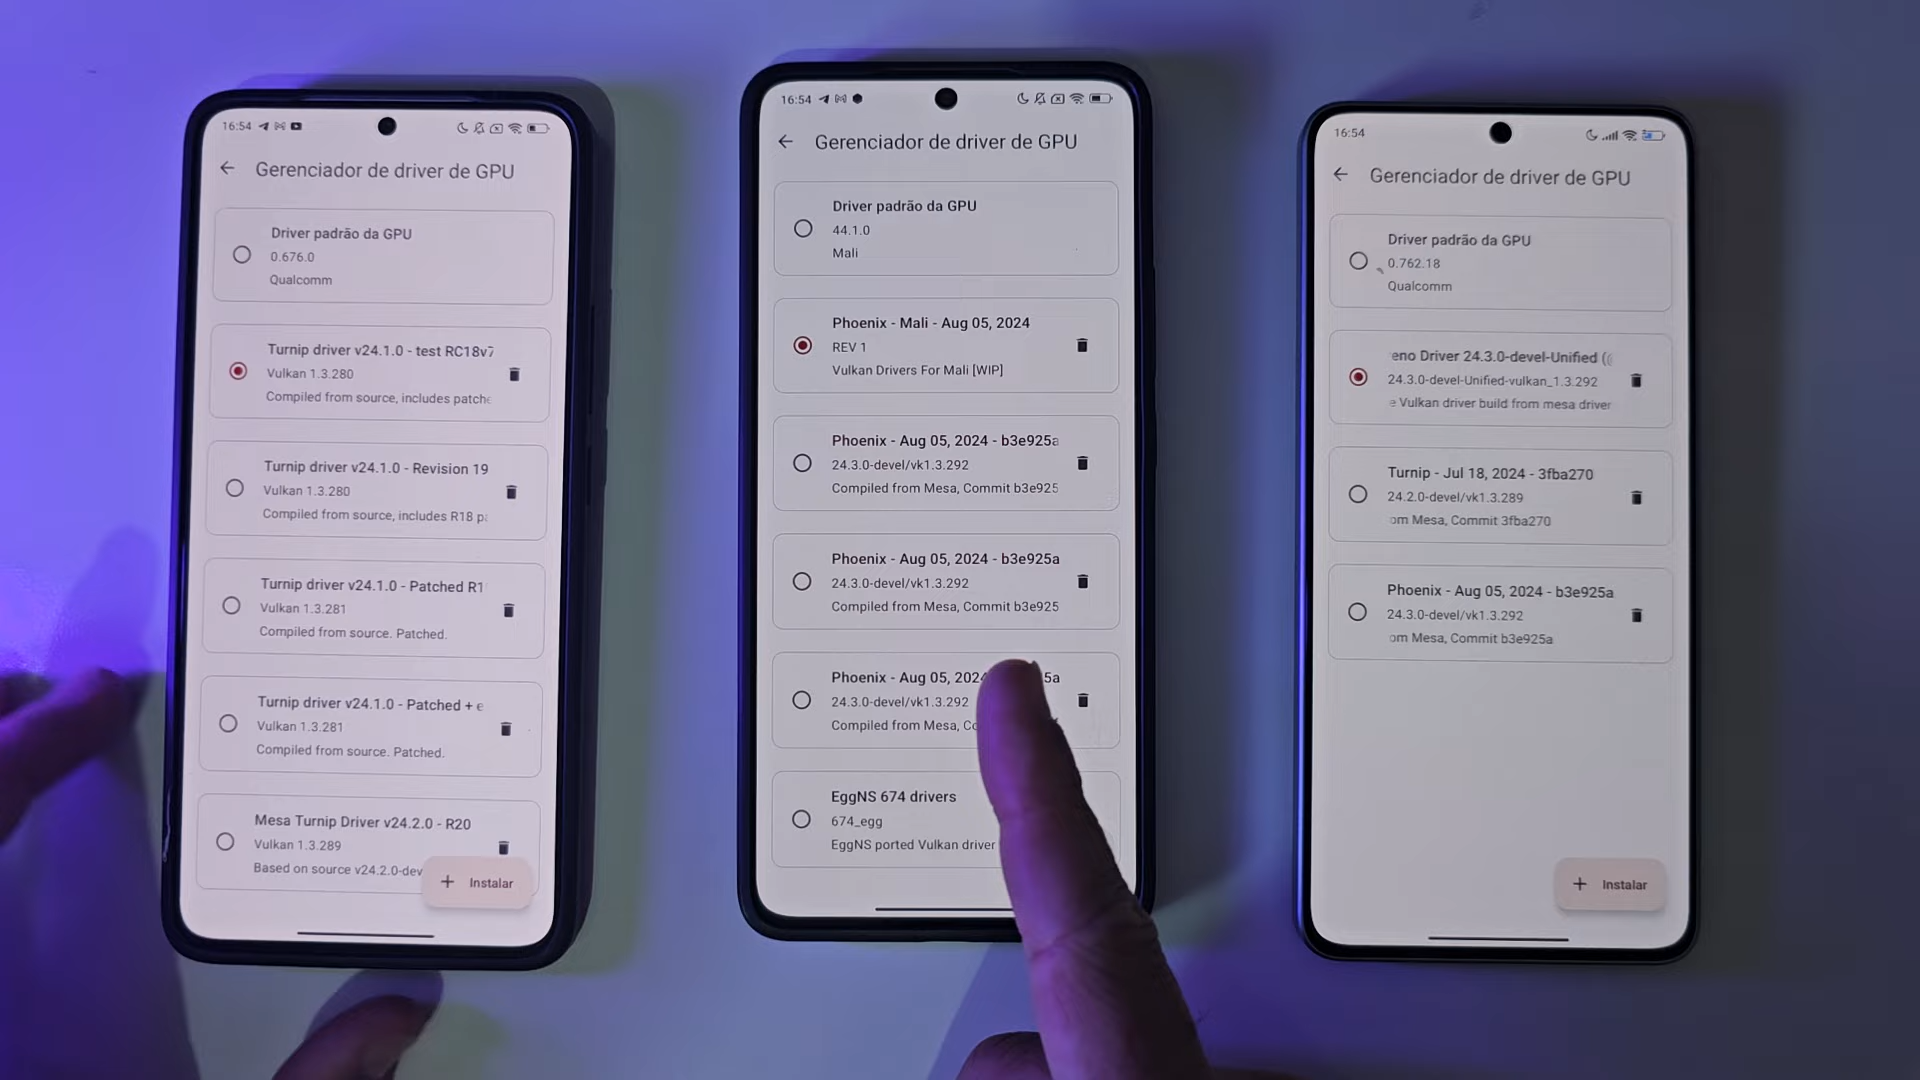 16:54
Gerenciador de driver de GPU
Driver padrão da GPU
0.676.0
Qualcomm
Turnip driver v24.1.0 - test RC18v7
Vulkan 1.3.280
Compiled from source, includes patche
Turnip driver v24.1.0 - Revision 19
Vulkan 1.3.280
Compiled from source, includes R18 pa
Turnip driver v24.1.0 - Patched R1
Vulkan 1.3.281
Compiled from source. Patched.
Turnip driver v24.1.0 - Patched + e
Vulkan 1.3.281
Compiled from source. Patched.
Mesa Turnip Driver v24.2.0 - R20
Vulkan 1.3.289
Based on source v24.2.0-dev
+ Instalar
16:54
Gerenciador de driver de GPU
Driver padrão da GPU
44.1.0
Mali
Phoenix - Mali - Aug 05, 2024
REV 1
Vulkan Drivers For Mali [WIP]
Phoenix - Aug 05, 2024 - b3e925a
24.3.0-devel/vk1.3.292
Compiled from Mesa, Commit b3e925
Phoenix - Aug 05, 2024 - b3e925a
24.3.0-devel/vk1.3.292
Compiled from Mesa, Commit b3e925
Phoenix - Aug 05, 2024 5a
24.3.0-devel/vk1.3.292
Compiled from Mesa, Co
EggNS 674 drivers
674_egg
EggNS ported Vulkan driver
16:54
Gerenciador de driver de GPU
Driver padrão da GPU
0.762.18
Qualcomm
eno Driver 24.3.0-devel-Unified (
24.3.0-devel-Unified-vulkan_1.3.292
e Vulkan driver build from mesa driver
Turnip - Jul 18, 2024 - 3fba270
24.2.0-devel/vk1.3.289
om Mesa, Commit 3fba270
Phoenix - Aug 05, 2024 - b3e925a
24.3.0-devel/vk1.3.292
om Mesa, Commit b3e925a
+ Instalar